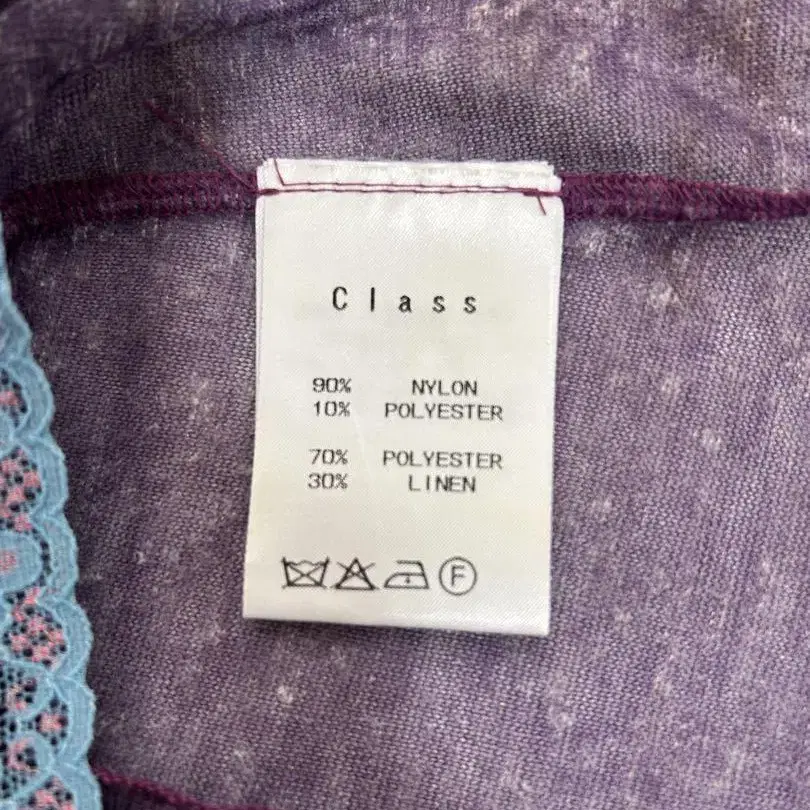 Class
90% NYLON
10% POLYESTER
70% POLYESTER
30% LINEN
F